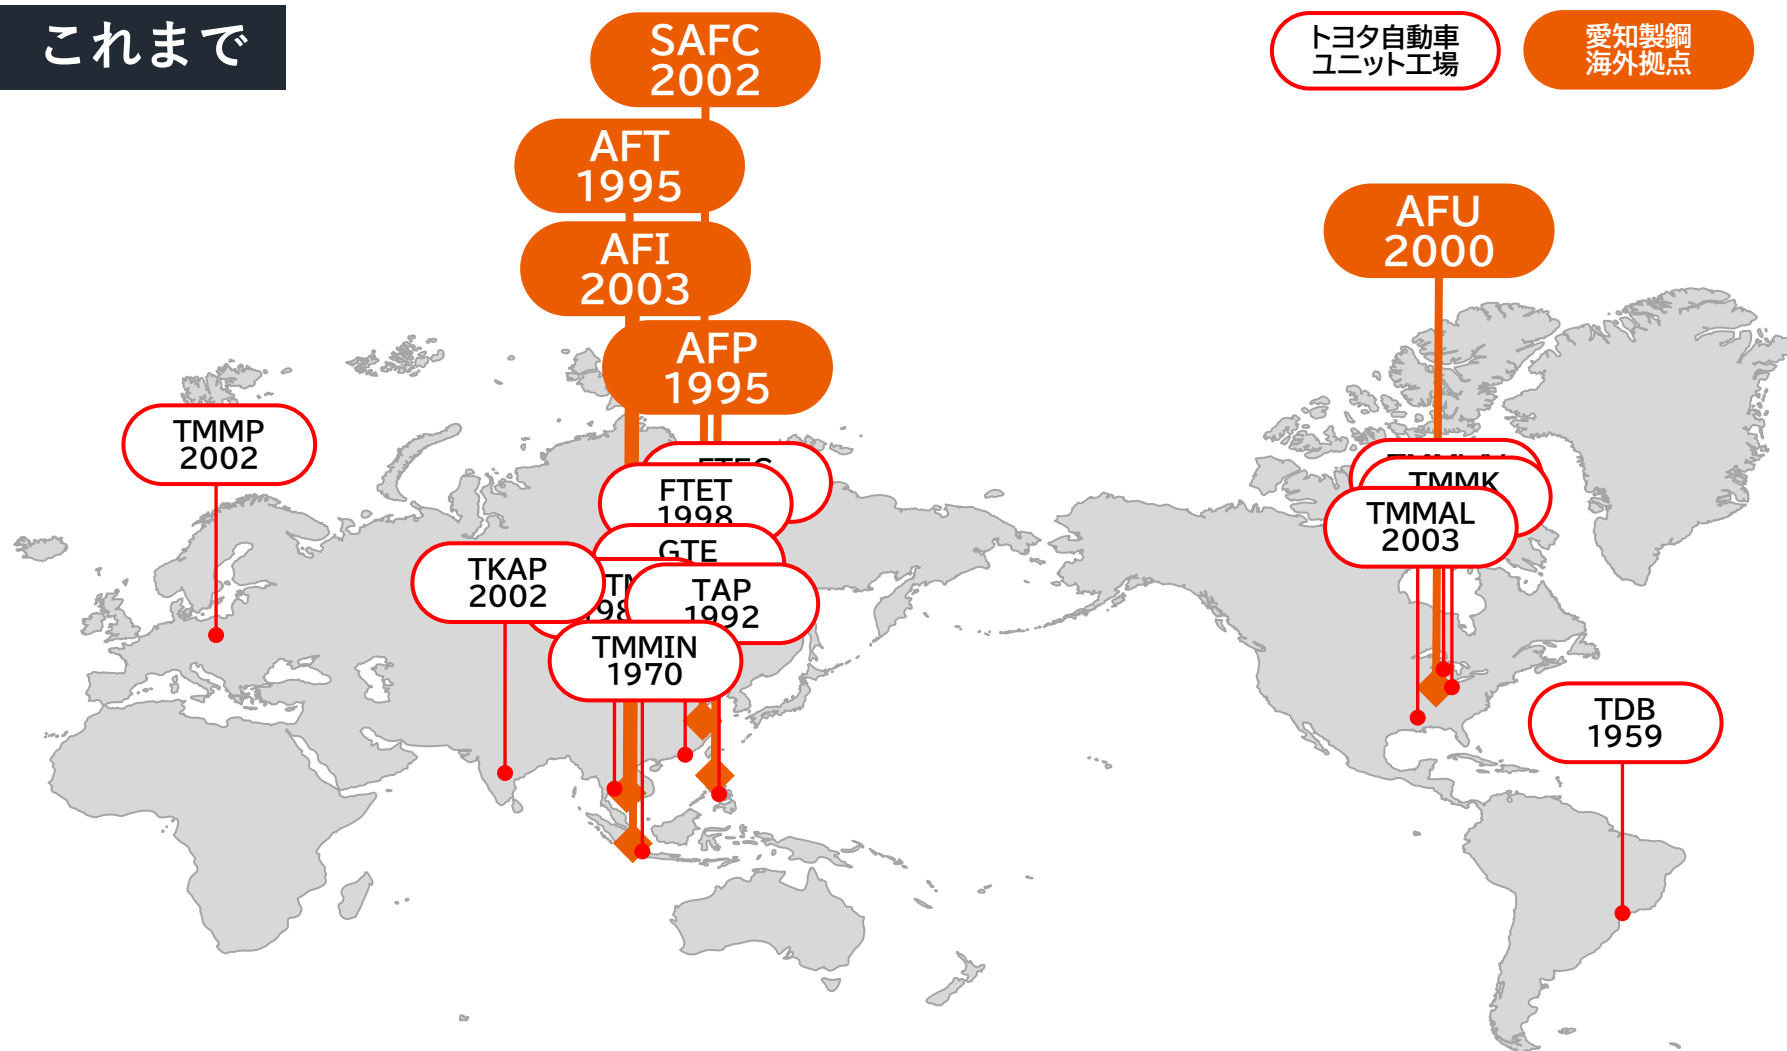 これまで
トヨタ自動車
ユニット工場
愛知製鋼
海外拠点
SAFC
2002
AFT
1995
AFI
2003
AFP
1995
AFU
2000
TMMP
2002
FTET
1998
GTE
TKAP
2002
TAP
1992
TMMIN
1970
TMMK
TMMAL
2003
TDB
1959